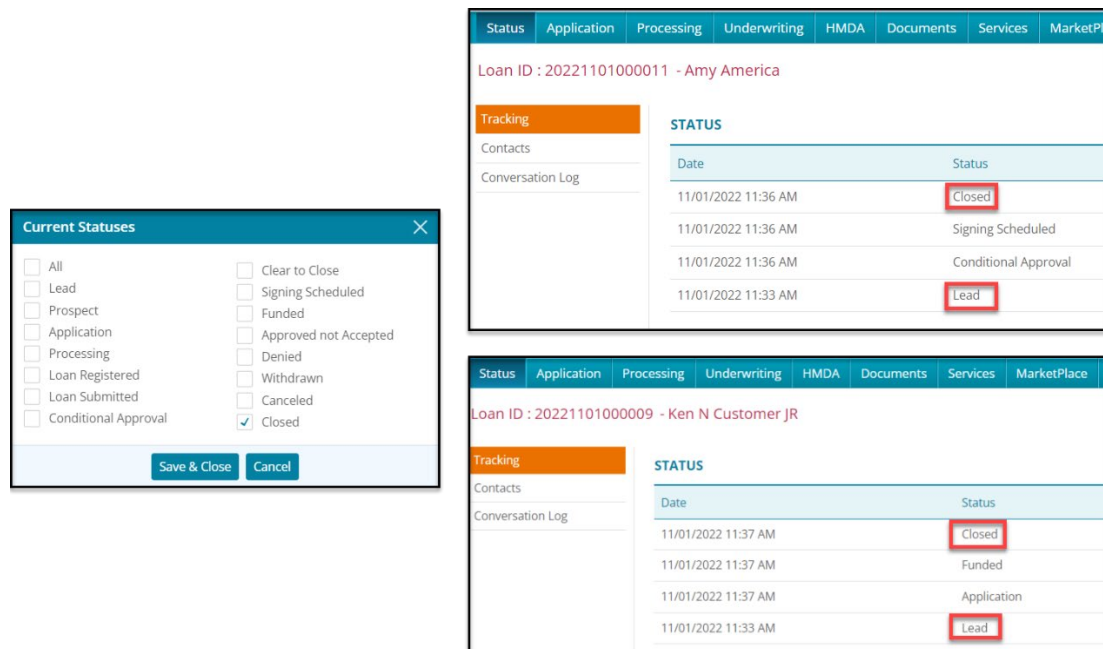 Current Statuses
All
Lead
Prospect
Application
Processing
Loan Registered
Loan Submitted
Conditional Approval
Clear to Close
Signing Scheduled
Funded
Approved not Accepted
Denied
Withdrawn
Canceled
Closed
Save & Close Cancel
Status Application Processing Underwriting HMDA Documents Services MarketPl
Loan ID : 20221101000011 - Amy America
Tracking
Contacts
Conversation Log
STATUS
Date Status
11/01/2022 11:36 AM Closed
11/01/2022 11:36 AM Signing Scheduled
11/01/2022 11:36 AM Conditional Approval
11/01/2022 11:33 AM Lead
Status Application Processing Underwriting HMDA Documents Services MarketPlace
Loan ID : 20221101000009 - Ken N Customer JR
Tracking
Contacts
Conversation Log
STATUS
Date Status
11/01/2022 11:37 AM Closed
11/01/2022 11:37 AM Funded
11/01/2022 11:37 AM Application
11/01/2022 11:33 AM Lead